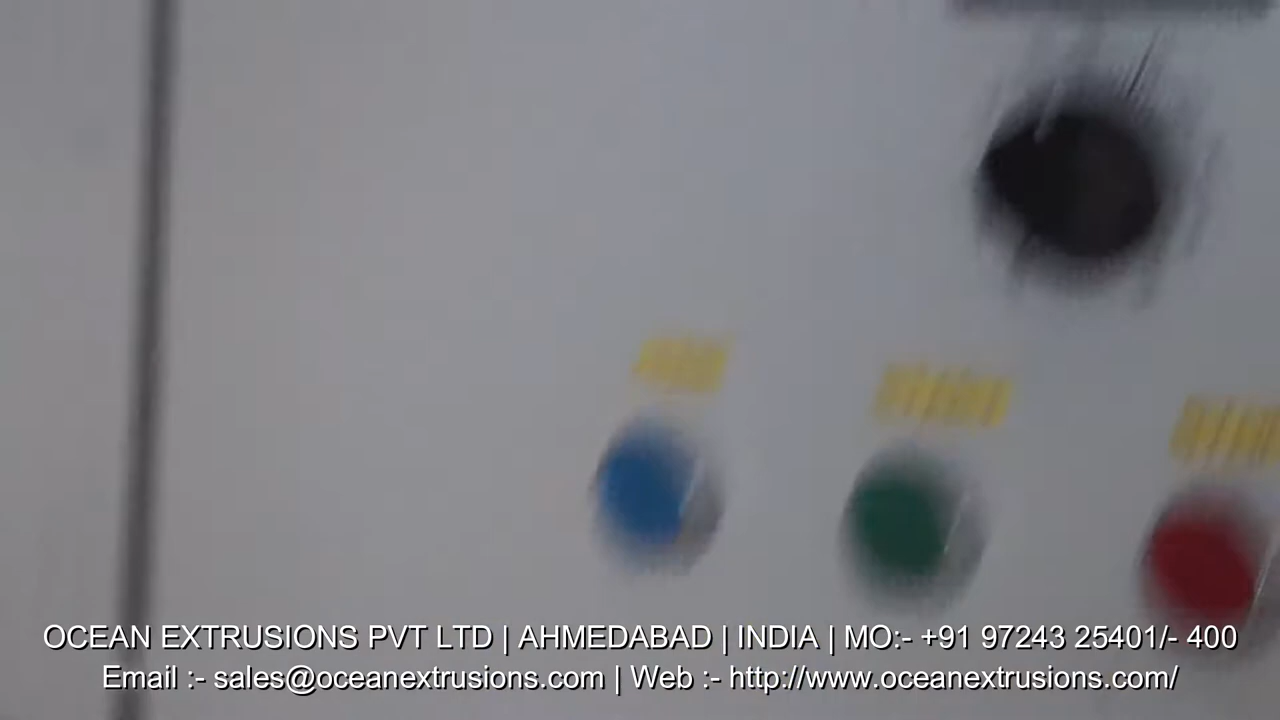 OCEAN EXTRUSIONS PVT LTD | AHMEDABAD | INDIA | MO:- +91 97243 25401/- 400
Email :- sales@oceanextrusions.com | Web :- http://www.oceanextrusions.com/